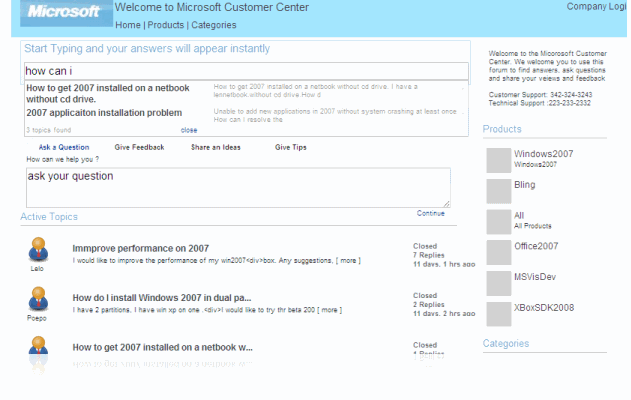 Microsoft
Welcome to Microsoft Customer Center
Company Logi
Home | Products | Categories
Start Typing and your answers will appear instantly
how can i
How to get 2007 installed on a netbook without cd drive.
How to get 2007 installed on a netbook without cd drive. I have a
lennetbook.without cd drive How d
2007 applicaiton installation problem
Unable to add new applications in 2007 without system crashing at least once .
How can I resolve the
3 topics found
close
Ask a Question
Give Feedback
Share an Ideas
Give Tips
How can we help you ?
ask your question
Continue
Active Topics
Immprove performance on 2007
I would like to improve the performance of my win2007<div>box. Any suggestions, [ more ]
Lelo
Closed
7 Replies
11 days. 1 hrs ago
How do I install Windows 2007 in dual pa...
I have 2 partitions. I have win xp on one .<div>I would like to try thr beta 200 [ more ]
Poepo
Closed
2 Replies
11 days. 2 hrs ago
How to get 2007 installed on a netbook w...
Closed
Welcome to the Micorosoft Customer
Center. We welcome you to use this
forum to find answers, ask questions
and share your veiews and feedback
Customer Support: 342-324-3243
Technical Support :223-233-2332
Products
Windows2007
Windows2007
Bling
All
All Products
Office2007
MSVisDev
XBoxSDK2008
Categories